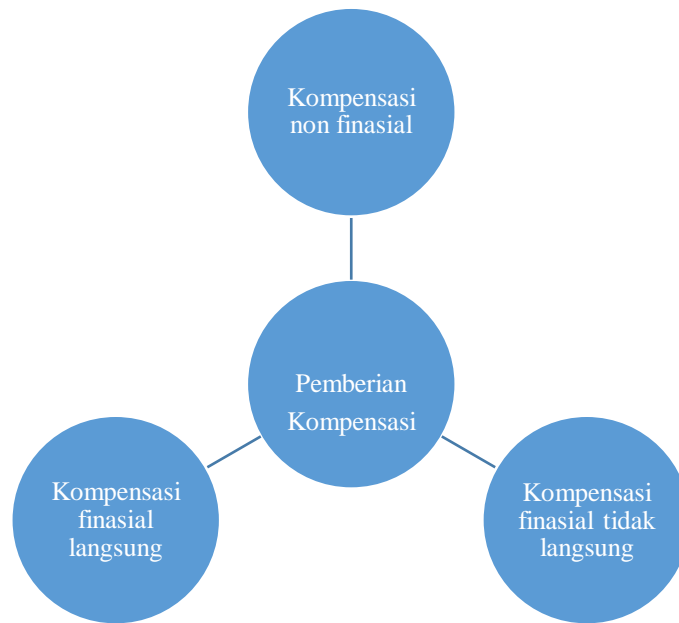 Kompensasi
non finasial
Pemberian
Kompensasi
Kompensasi
finasial
langsung
Kompensasi
finasial tidak
langsung